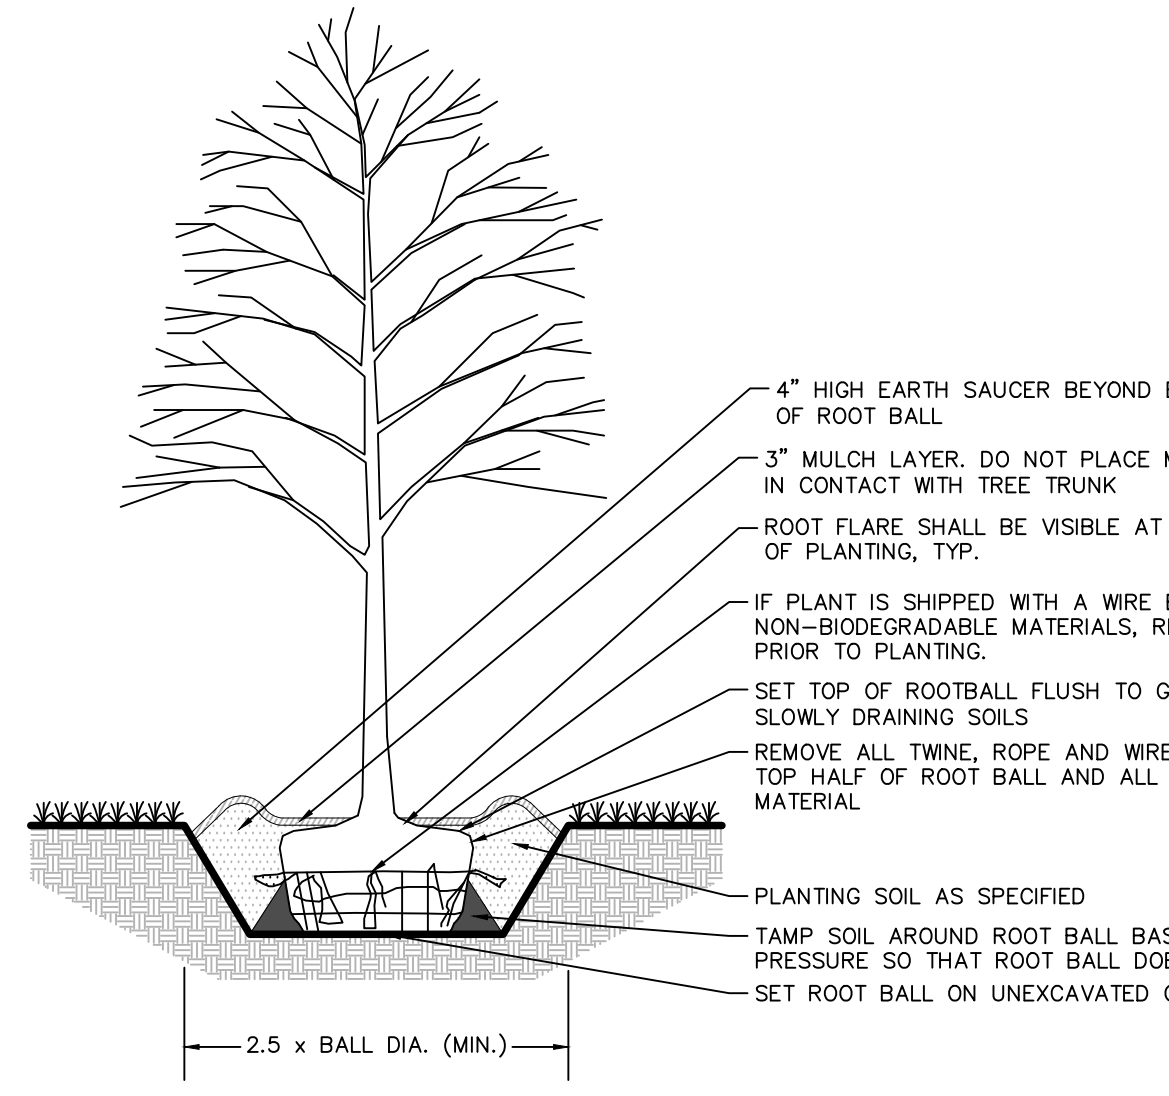 4” HIGH EARTH SAUCER BEYOND
OF ROOT BALL
3” MULCH LAYER. DO NOT PLACE
IN CONTACT WITH TREE TRUNK
ROOT FLARE SHALL BE VISIBLE AT
OF PLANTING, TYP.
IF PLANT IS SHIPPED WITH A WIRE
NON–BIODEGRADABLE MATERIALS,
PRIOR TO PLANTING.
SET TOP OF ROOTBALL FLUSH TO
SLOWLY DRAINING SOILS
REMOVE ALL TWINE, ROPE AND WIRE
TOP HALF OF ROOT BALL AND ALL
MATERIAL
PLANTING SOIL AS SPECIFIED
TAMP SOIL AROUND ROOT BALL
PRESSURE SO THAT ROOT BALL
SET ROOT BALL ON UNEXCAVATED
2.5 x BALL DIA. (MIN.)